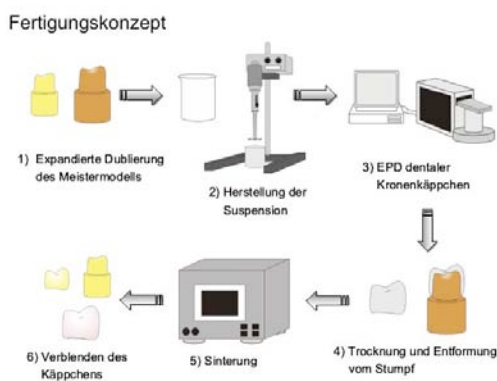 Fertigungskonzept
1) Expandierte Dublierung
des Meistermodells
2) Herstellung der
Suspension
3) EPD dentaler
Kronenkäppchen
4) Trocknung und Entformung
vom Stumpf
5) Sinterung
6) Verblenden des
Käppchens